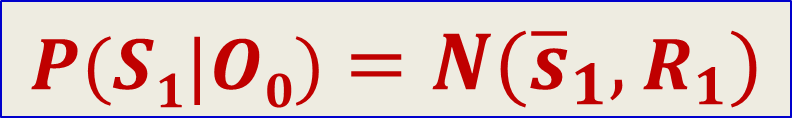 P(S₁|O₀) = N(s̅₁, R₁)